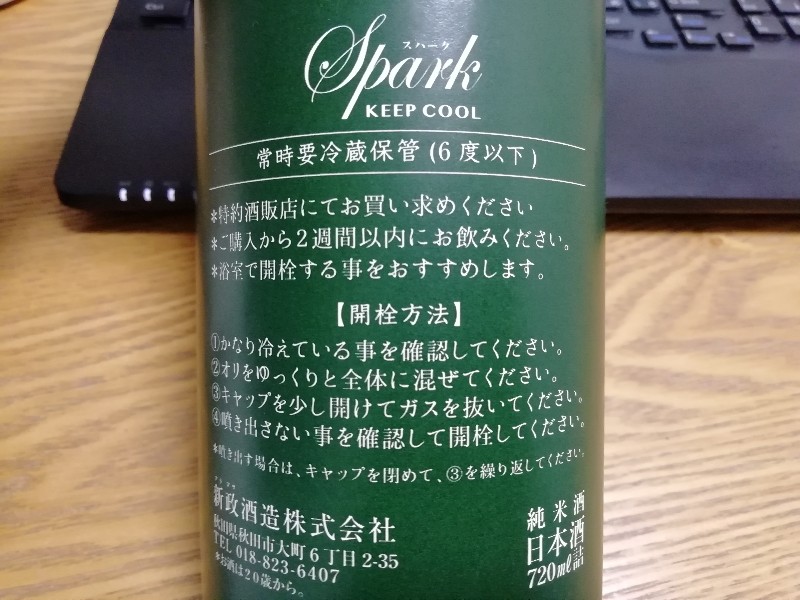 スパーク
Spark
KEEP COOL
常時要冷蔵保管(6度以下)
*特約酒販店にてお買い求めください
*ご購入から2週間以内にお飲みください。
*浴室で開栓する事をおすすめします。
【開栓方法】
①かなり冷えている事を確認してください。
②オリをゆっくりと全体に混ぜてください。
③キャップを少し開けてガスを抜いてください。
④噴き出さない事を確認して開栓してください。
*噴き出す場合は、キャップを閉めて、③を繰り返してください。
新政酒造株式会社
秋田県秋田市大町6丁目2-35
TEL 018-823-6407
*お酒は20歳から。
純米酒
日本酒
720ml詰